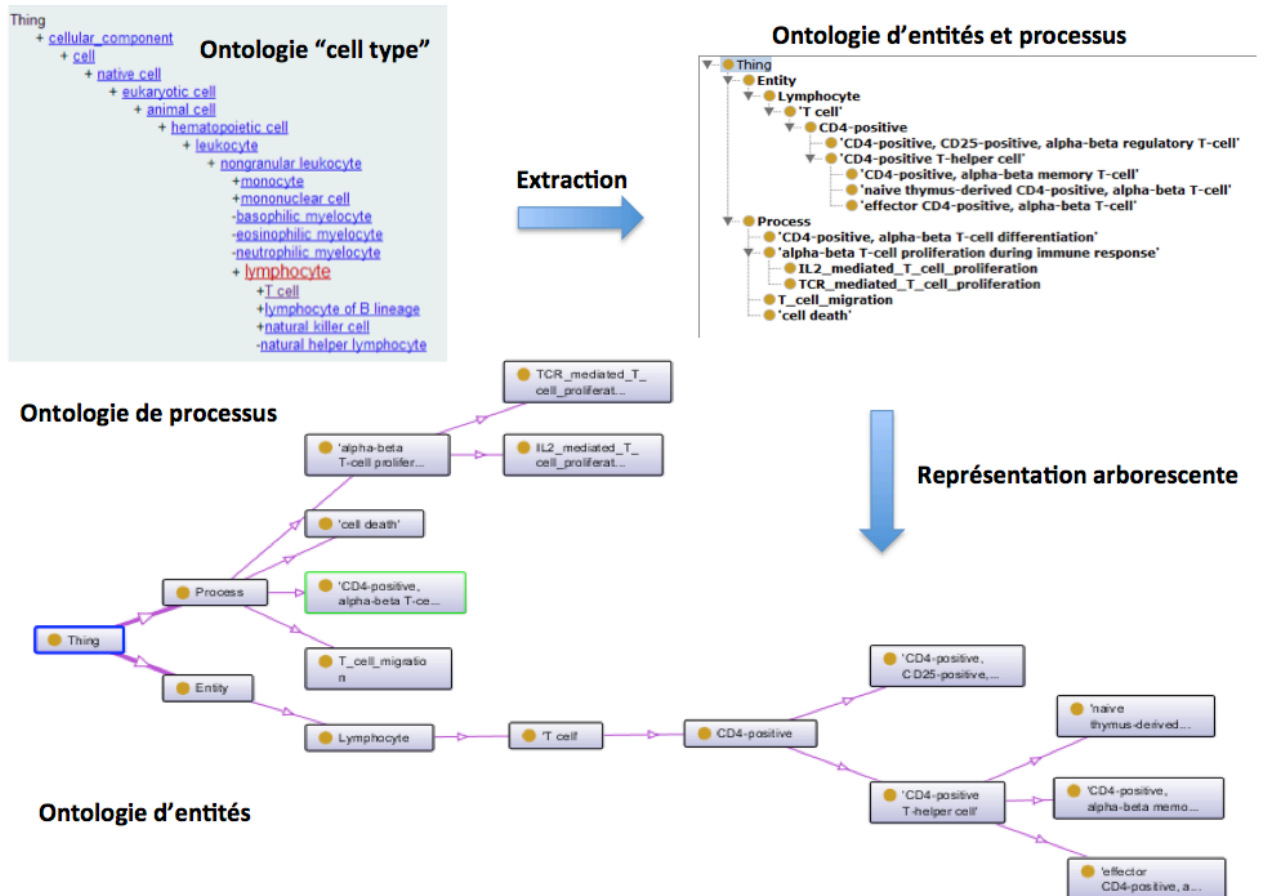 Thing
+ cellular_component
+ cell
+ native cell
+ eukaryotic cell
+ animal cell
+ hematopoietic cell
+ leukocyte
+ nongranular leukocyte
+monocyte
+mononuclear cell
-basophilic myelocyte
-eosinophilic myelocyte
-neutrophilic myelocyte
+ lymphocyte
+T cell
+lymphocyte of B lineage
+natural killer cell
-natural helper lymphocyte
Ontologie “cell type”
Extraction
Ontologie d’entités et processus
Thing
Entity
Lymphocyte
'T cell'
CD4-positive
'CD4-positive, CD25-positive, alpha-beta regulatory T-cell'
'CD4-positive T-helper cell'
'CD4-positive, alpha-beta memory T-cell'
'naive thymus-derived CD4-positive, alpha-beta T-cell'
'effector CD4-positive, alpha-beta T-cell'
Process
'CD4-positive, alpha-beta T-cell differentiation'
'alpha-beta T-cell proliferation during immune response'
IL2_mediated_T_cell_proliferation
TCR_mediated_T_cell_proliferation
T_cell_migration
'cell death'
Représentation arborescente
Ontologie de processus
TCR_mediated_T_
cell_proliferat...
'alpha-beta
T-cell prolifer...
IL2_mediated_T_
cell_proliferat...
'cell death'
Process
'CD4-positive,
alpha-beta T-ce...
Thing
T_cell_migratio
n
Entity
Lymphocyte
'T cell'
CD4-positive
'CD4-positive,
CD25-positive,...
'naive
thymus-derived...
'CD4-positive
T-helper cell'
'CD4-positive,
alpha-beta memo...
'effector
CD4-positive, a...
Ontologie d’entités